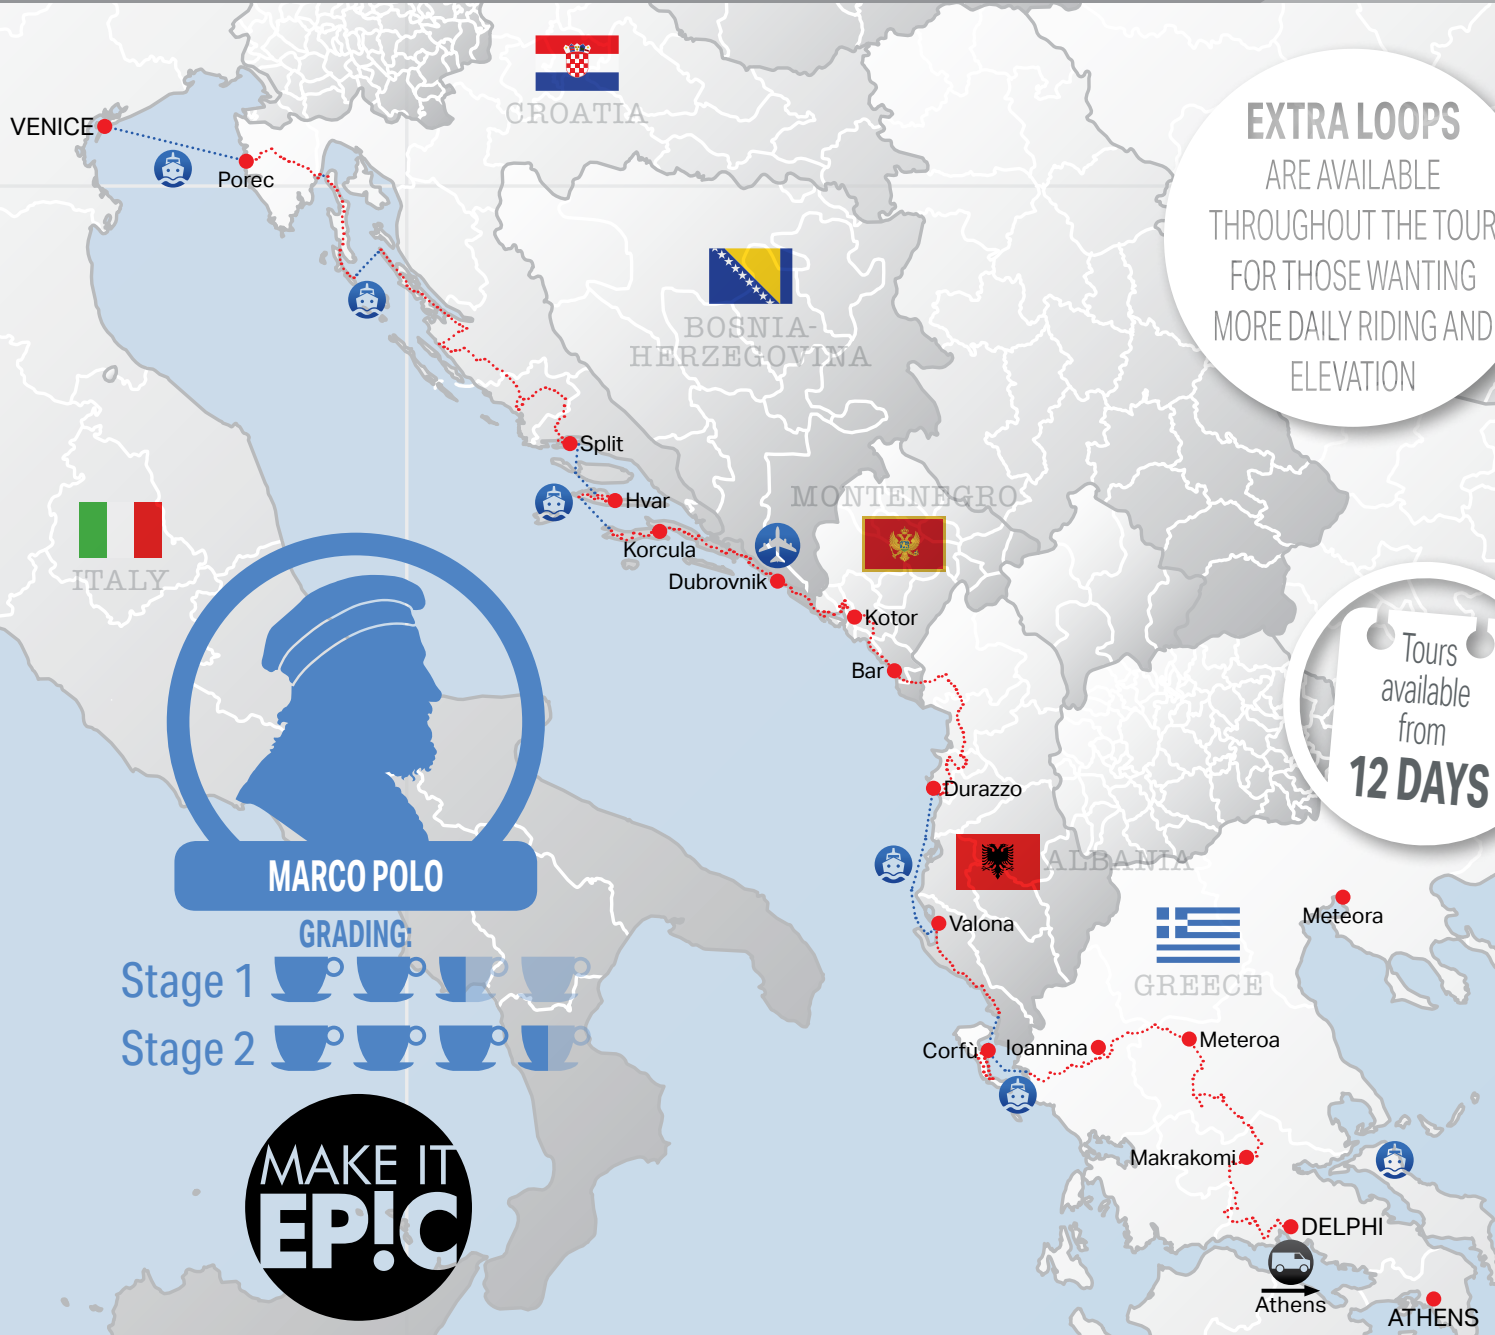 CROATIA
VENICE
Porec
EXTRA LOOPS
ARE AVAILABLE
THROUGHOUT THE TOUR
FOR THOSE WANTING
MORE DAILY RIDING AND
ELEVATION
BOSNIA-
HERZEGOVINA
Split
Hvar
MONTENEGRO
Korcula
ITALY
Dubrovnik
Kotor
Bar
Tours
available
from
12 DAYS
Durazzo
ALBANIA
MARCO POLO
GRADING:
Stage 1
Stage 2
Valona
Meteora
GREECE
Corfù
Ioannina
Meteroa
MAKE IT
EP!C
Makrakomi
DELPHI
Athens
ATHENS